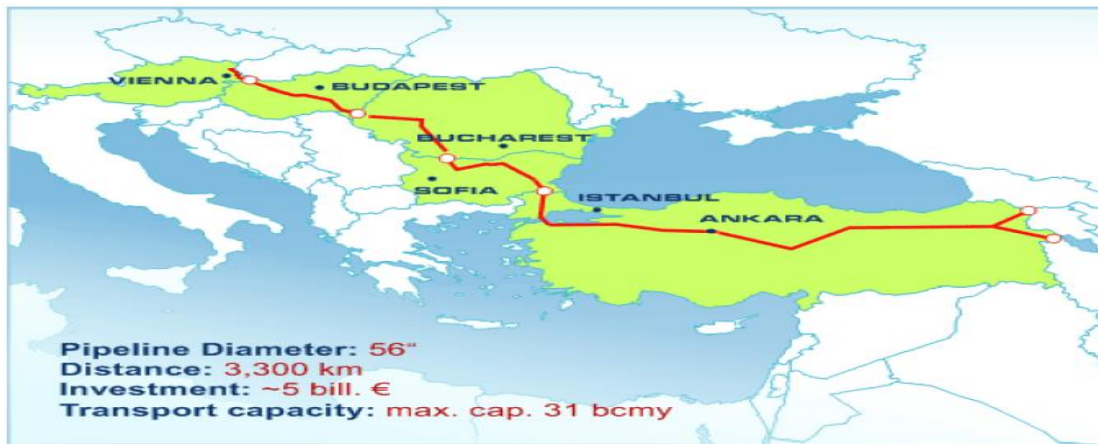 VIENNA
BUDAPEST
BUCHAREST
SOFIA
ISTANBUL
ANKARA
Pipeline Diameter: 56“
Distance: 3,300 km
Investment: ~5 bill. €
Transport capacity: max. cap. 31 bcmy